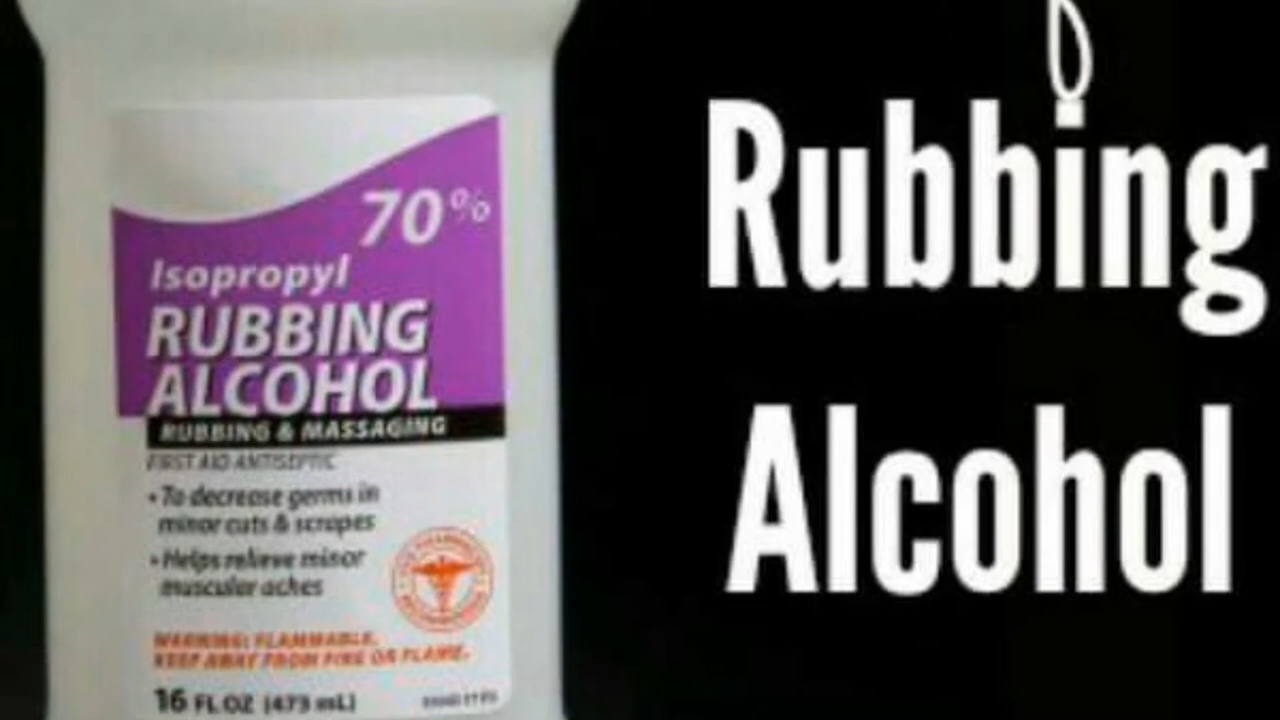 70%
Isopropyl
RUBBING
ALCOHOL
RUBBING & MASSAGING
FIRST AID ANTISEPTIC
• To decrease germs in
minor cuts & scrapes
• Helps relieve minor
muscular aches
WARNING: FLAMMABLE.
KEEP AWAY FROM FIRE OR FLAME.
16 FL OZ (473 mL)
Rubbing
Alcohol